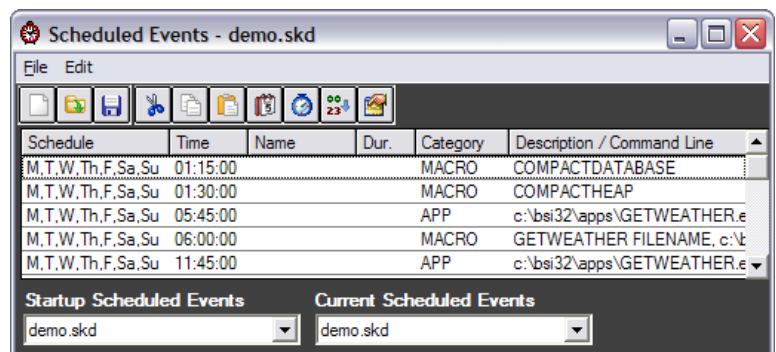 Scheduled Events - demo.skd
File Edit
Schedule Time Name Dur. Category Description / Command Line
M,T,W,Th,F,Sa,Su 01:15:00 MACRO COMPACTDATABASE
M,T,W,Th,F,Sa,Su 01:30:00 MACRO COMPACTHEAP
M,T,W,Th,F,Sa,Su 05:45:00 APP c:\bsi32\apps\GETWEATHER.e
M,T,W,Th,F,Sa,Su 06:00:00 MACRO GETWEATHER FILENAME, c:\b
M,T,W,Th,F,Sa,Su 11:45:00 APP c:\bsi32\apps\GETWEATHER.e
Startup Scheduled Events Current Scheduled Events
demo.skd demo.skd